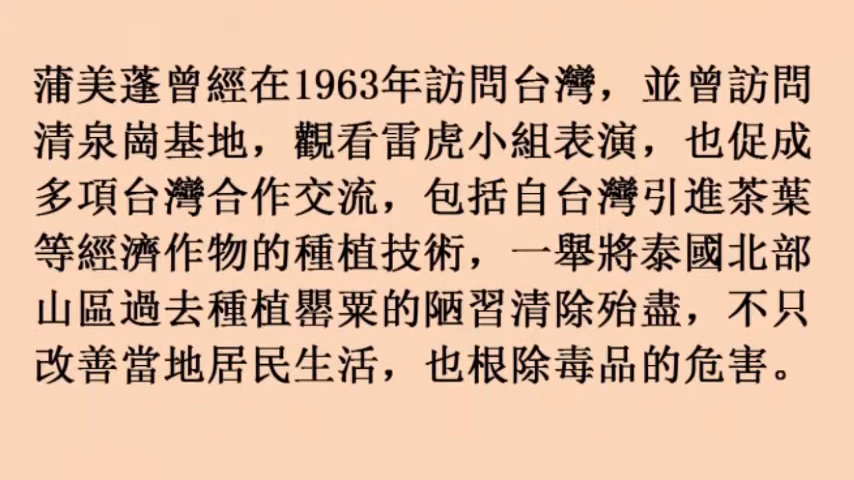 蒲美蓬曾經在1963年訪問台灣，並曾訪問
清泉崗基地，觀看雷虎小組表演，也促成
多項台灣合作交流，包括自台灣引進茶葉
等經濟作物的種植技術，一舉將泰國北部
山區過去種植罌粟的陋習清除殆盡，不只
改善當地居民生活，也根除毒品的危害。